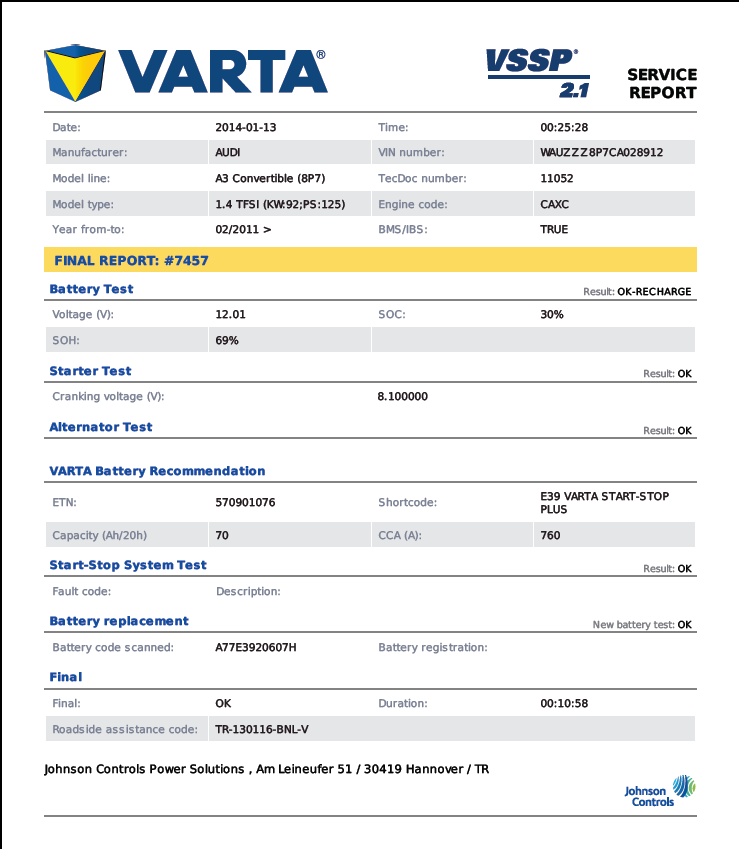 VARTA®
VSSP®
2.1
SERVICE
REPORT
Date: 2014-01-13 Time: 00:25:28
Manufacturer: AUDI VIN number: WAUZZZ8P7CA028912
Model line: A3 Convertible (8P7) TecDoc number: 11052
Model type: 1.4 TFSI (KW:92;PS:125) Engine code: CAXC
Year from-to: 02/2011 > BMS/IBS: TRUE
FINAL REPORT: #7457
Battery Test Result: OK-RECHARGE
Voltage (V): 12.01 SOC: 30%
SOH: 69%
Starter Test Result: OK
Cranking voltage (V): 8.100000
Alternator Test Result: OK
VARTA Battery Recommendation
ETN: 570901076 Shortcode: E39 VARTA START-STOP
PLUS
Capacity (Ah/20h) 70 CCA (A): 760
Start-Stop System Test Result: OK
Fault code: Description:
Battery replacement New battery test: OK
Battery code scanned: A77E3920607H Battery registration:
Final
Final: OK Duration: 00:10:58
Roadside assistance code: TR-130116-BNL-V
Johnson Controls Power Solutions , Am Leineufer 51 / 30419 Hannover / TR
Johnson
Controls